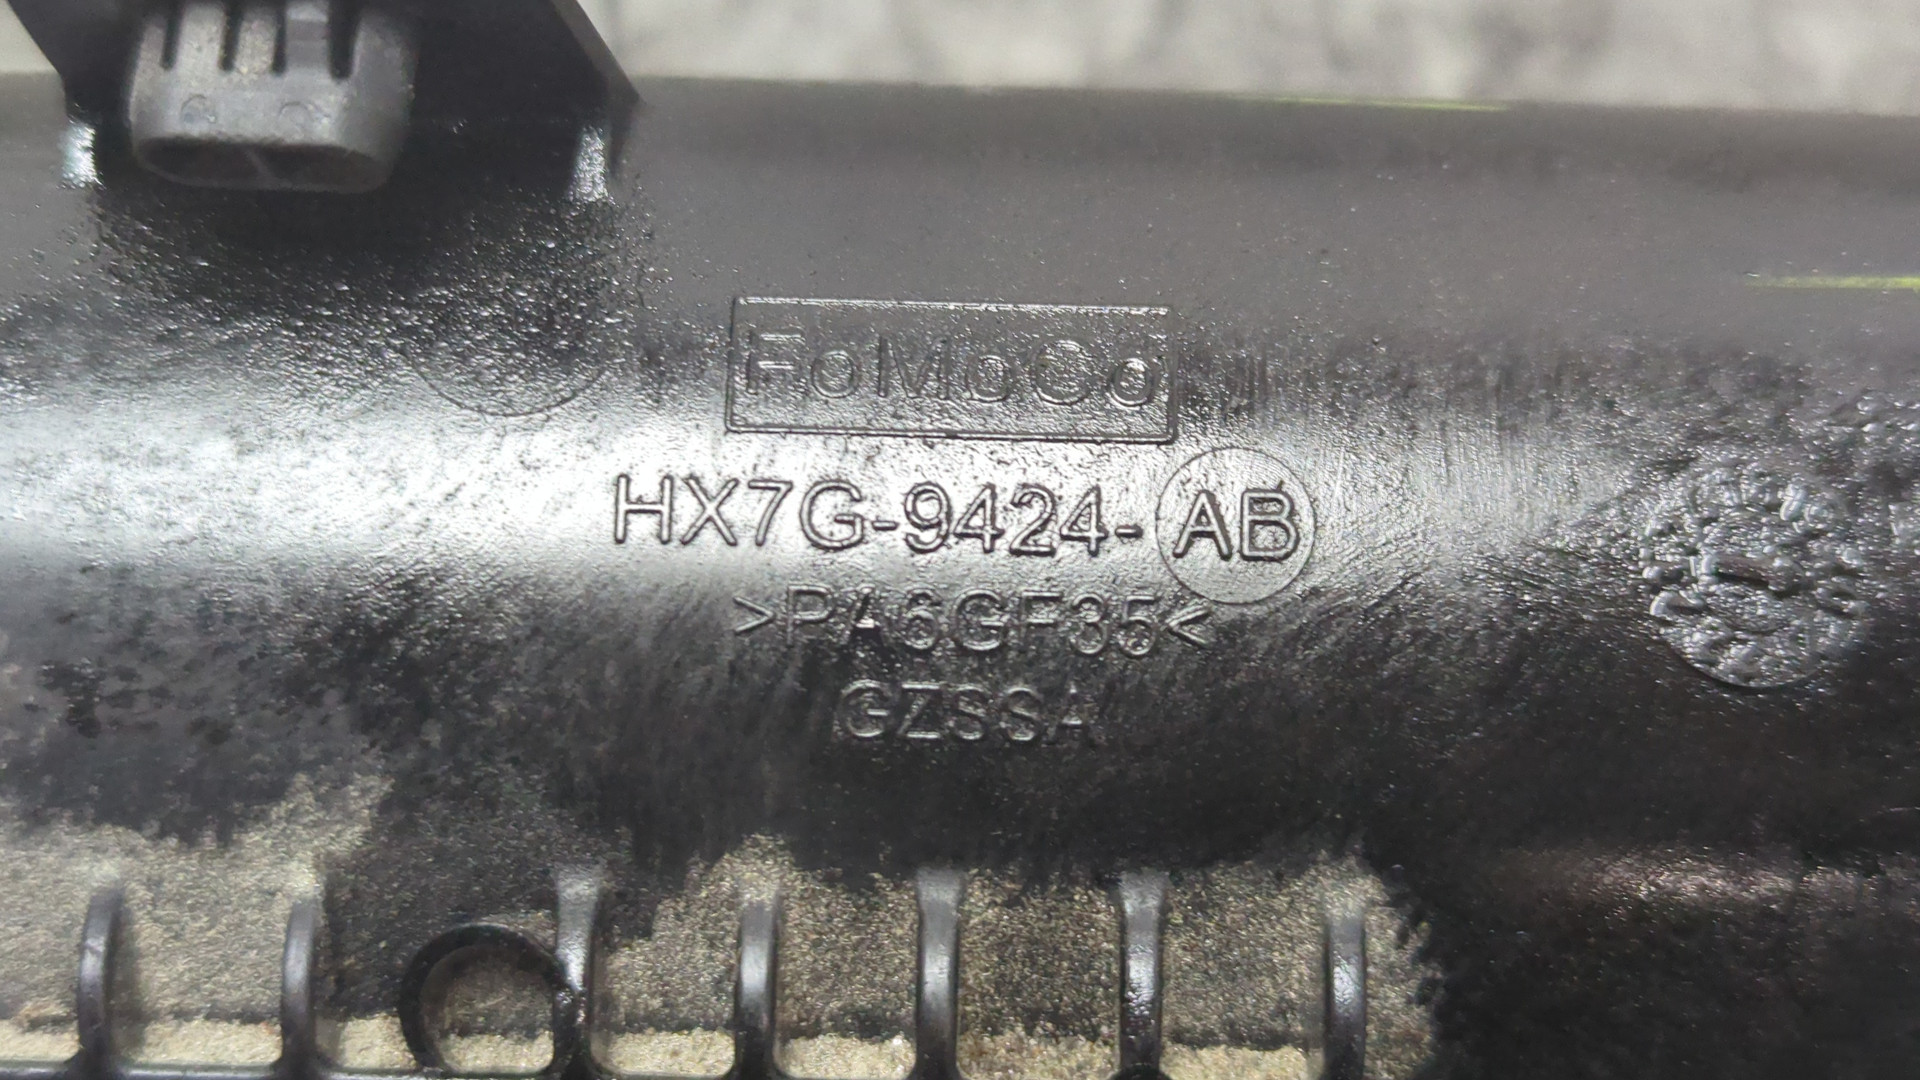 FoMoCo
HX7G-9424-AB
>PA6GF35<
GZSSA